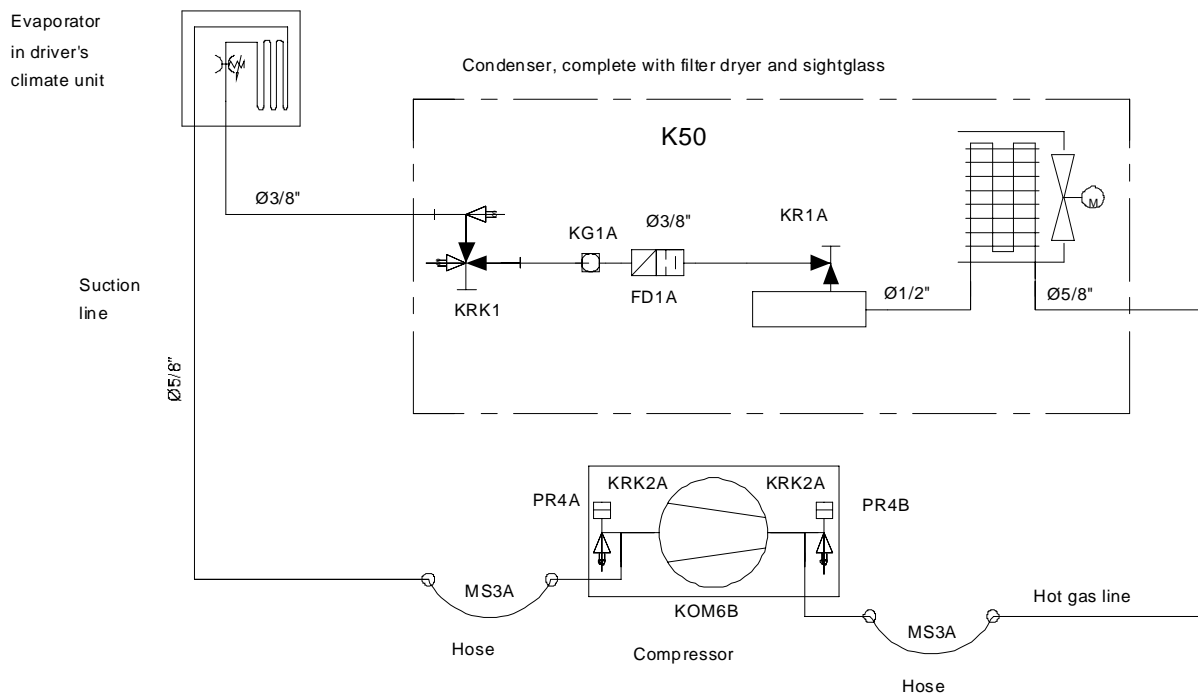 Evaporator
in driver's
climate unit
Condenser, complete with filter dryer and sightglass
K50
M
Ø3/8"
KG1A
Ø3/8"
KR1A
Suction
line
KRK1
FD1A
Ø1/2"
Ø5/8"
Ø5/8"
KRK2A
KRK2A
PR4A
PR4B
MS3A
KOM6B
Hot gas line
MS3A
Hose
Compressor
Hose